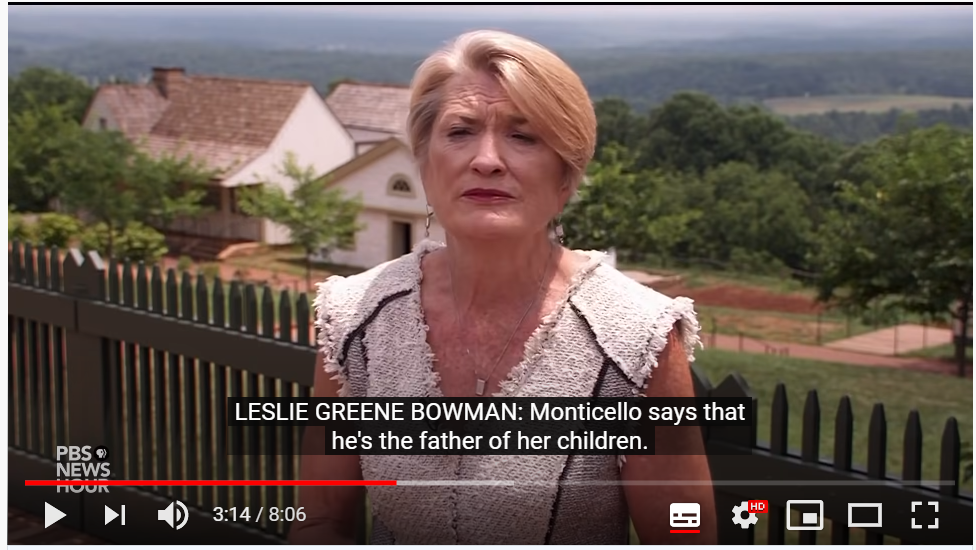 LESLIE GREENE BOWMAN: Monticello says that
he's the father of her children.
PBS
NEWS
HOUR
3:14 / 8:06
HD